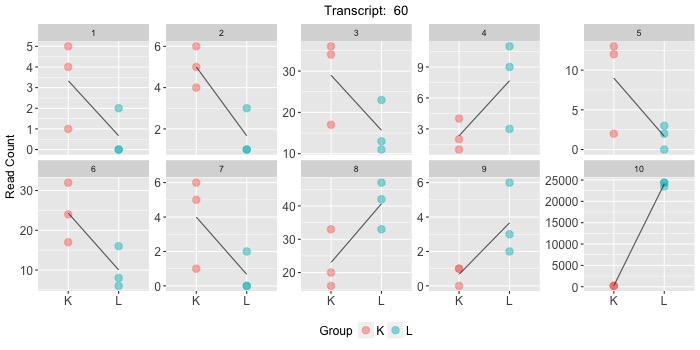 Transcript: 60
1 2 3 4 5
5 4 3 2 1 0
6 4 2
30 20 10
9 6 3
10 5 0
Read Count
6 7 8 9 10
30 20 10
6 4 2 0
40 30 20
6 4 2 0
25000 20000 15000 10000 5000 0
K L K L K L K L K L
Group K L